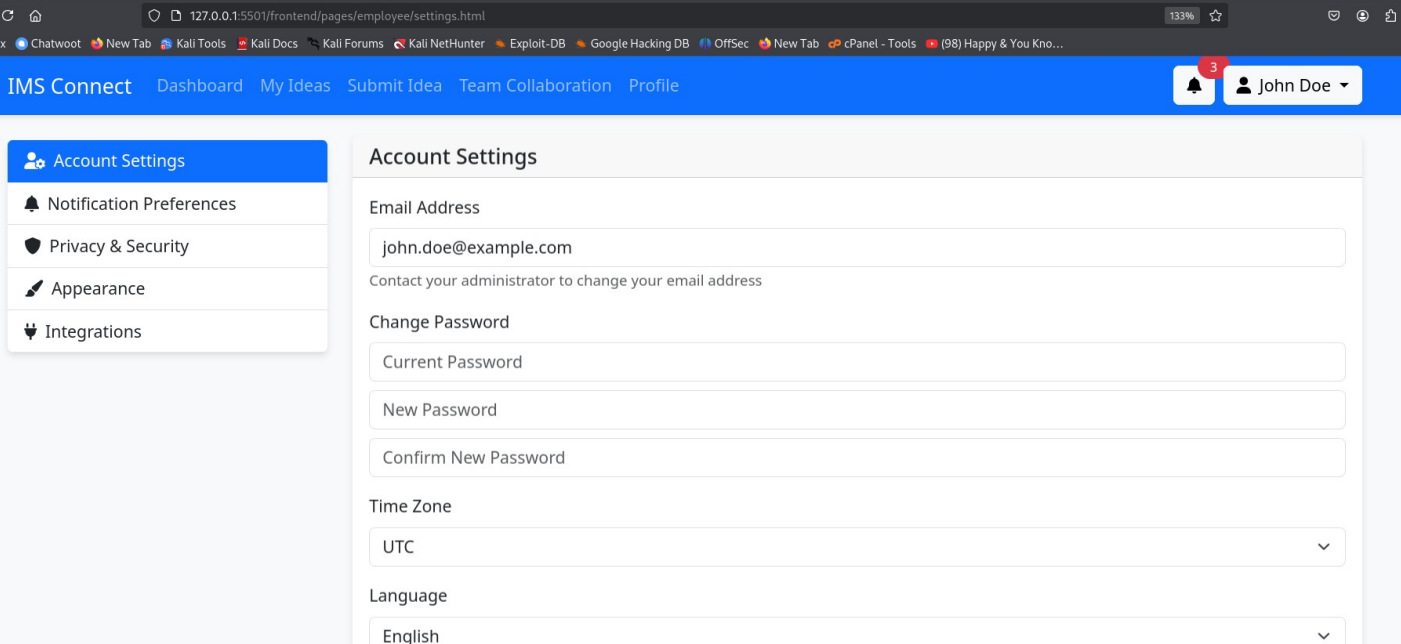 127.0.0.1:5501/frontend/pages/employee/settings.html 133%
x Chatwoot New Tab Kali Tools Kali Docs Kali Forums Kali NetHunter Exploit-DB Google Hacking DB OffSec New Tab cPanel - Tools (98) Happy & You Kno...
IMS Connect Dashboard My Ideas Submit Idea Team Collaboration Profile 3 John Doe
Account Settings
Notification Preferences
Privacy & Security
Appearance
Integrations
Account Settings
Email Address
john.doe@example.com
Contact your administrator to change your email address
Change Password
Current Password
New Password
Confirm New Password
Time Zone
UTC
Language
English